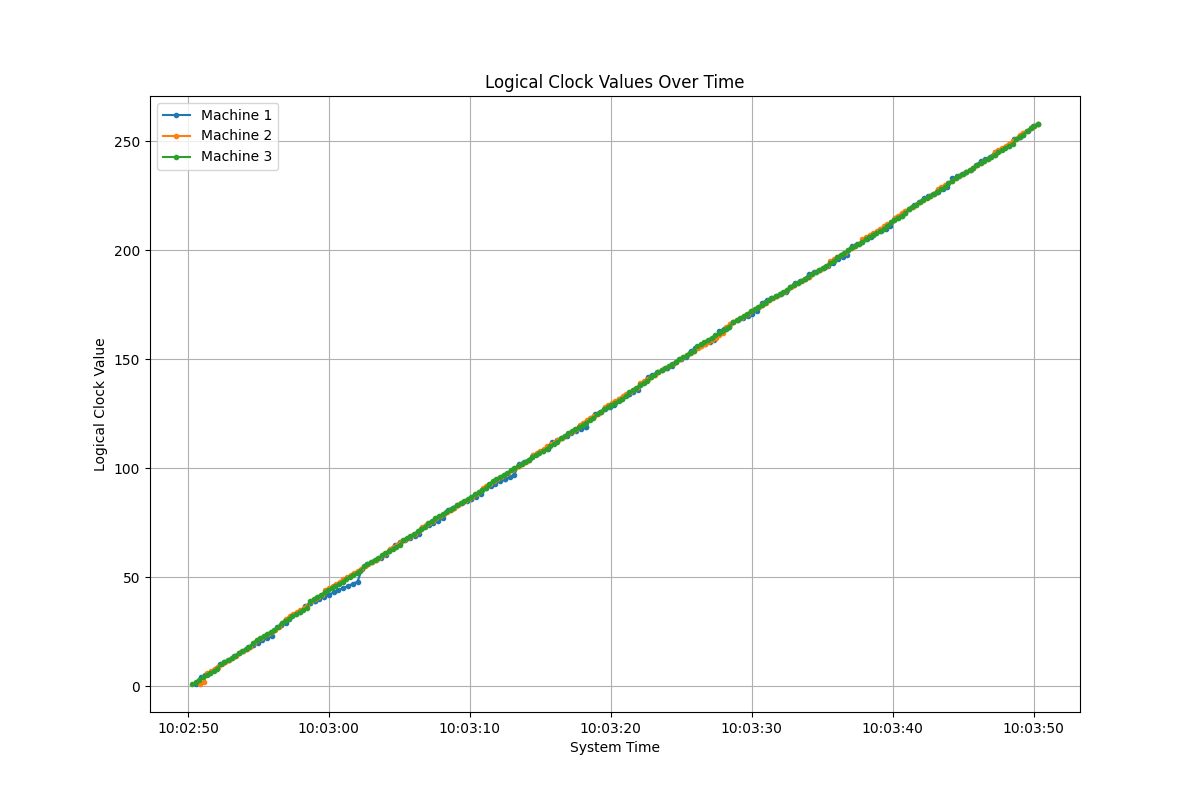 Logical Clock Values Over Time
Machine 1
Machine 2
Machine 3
Logical Clock Value
250
200
150
100
50
0
10:02:50 10:03:00 10:03:10 10:03:20 10:03:30 10:03:40 10:03:50
System Time